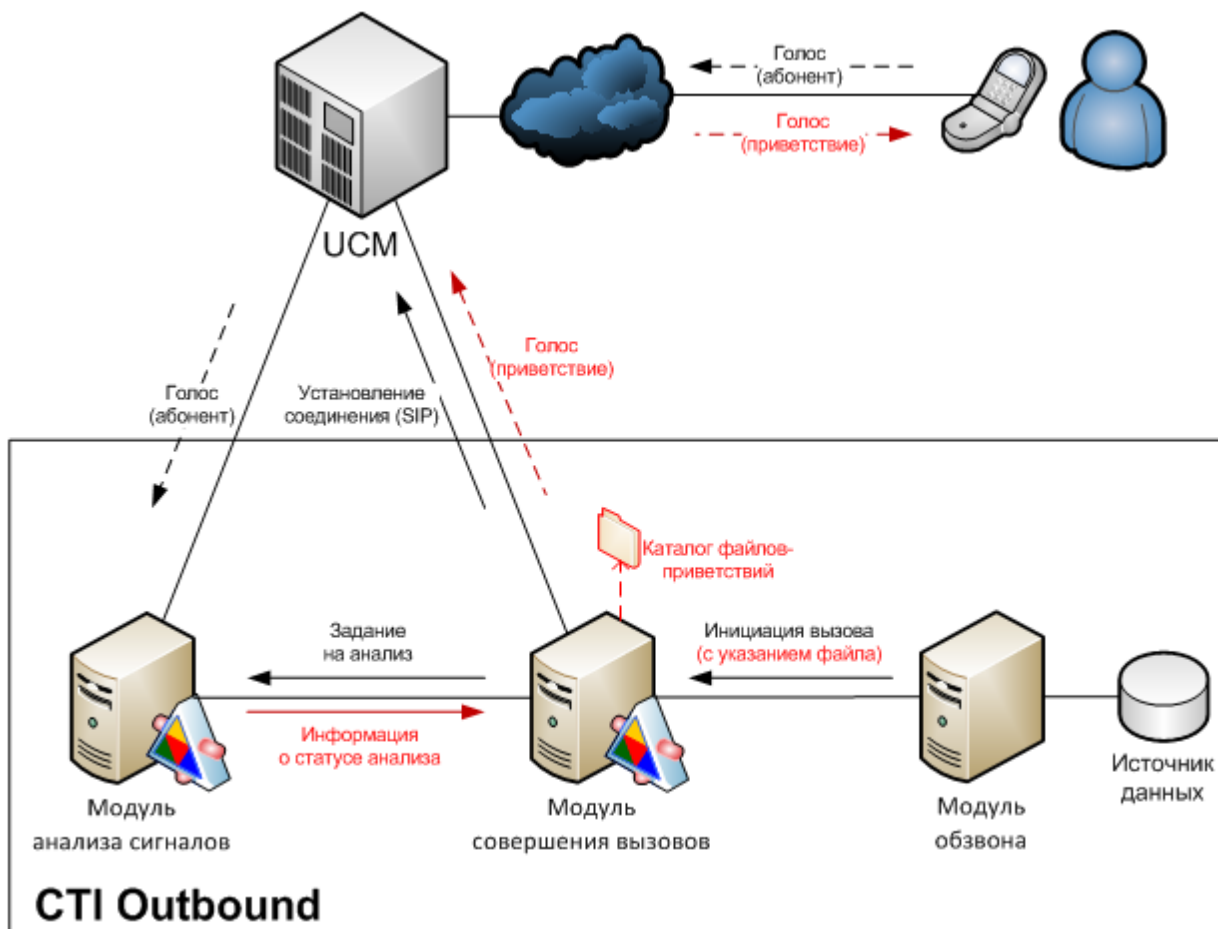 Голос
(абонент)
Голос
(приветствие)
UCM
Голос
(приветствие)
Голос
(абонент)
Установление
соединения (SIP)
Каталог файлов-
приветствий
Задание
на анализ
Инициация вызова
(с указанием файла)
Информация
о статусе анализа
Источник
данных
Модуль
анализа сигналов
Модуль
совершения вызовов
Модуль
обзвона
CTI Outbound